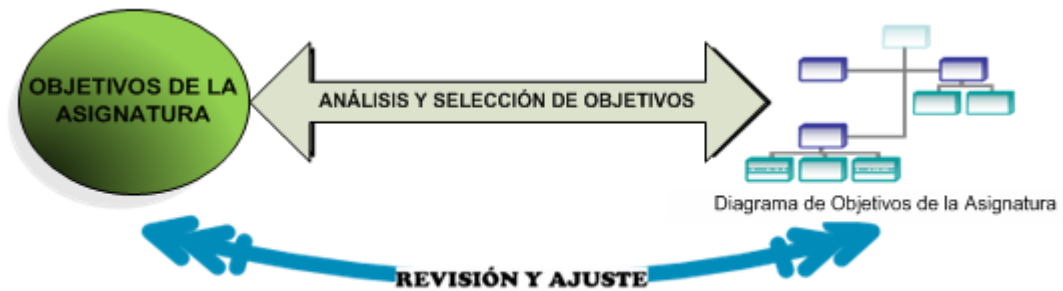 OBJETIVOS DE LA
ASIGNATURA
ANÁLISIS Y SELECCIÓN DE OBJETIVOS
Diagrama de Objetivos de la Asignatura
REVISIÓN Y AJUSTE